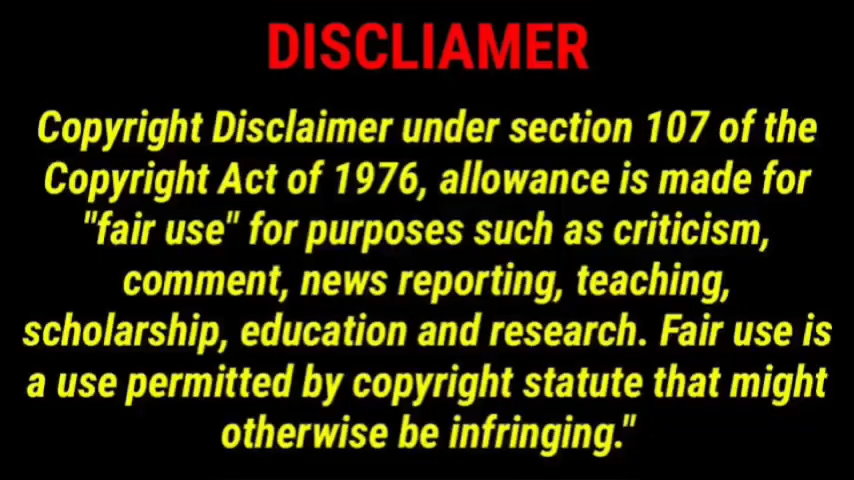 DISCLIAMER
Copyright Disclaimer under section 107 of the
Copyright Act of 1976, allowance is made for
"fair use" for purposes such as criticism,
comment, news reporting, teaching,
scholarship, education and research. Fair use is
a use permitted by copyright statute that might
otherwise be infringing."